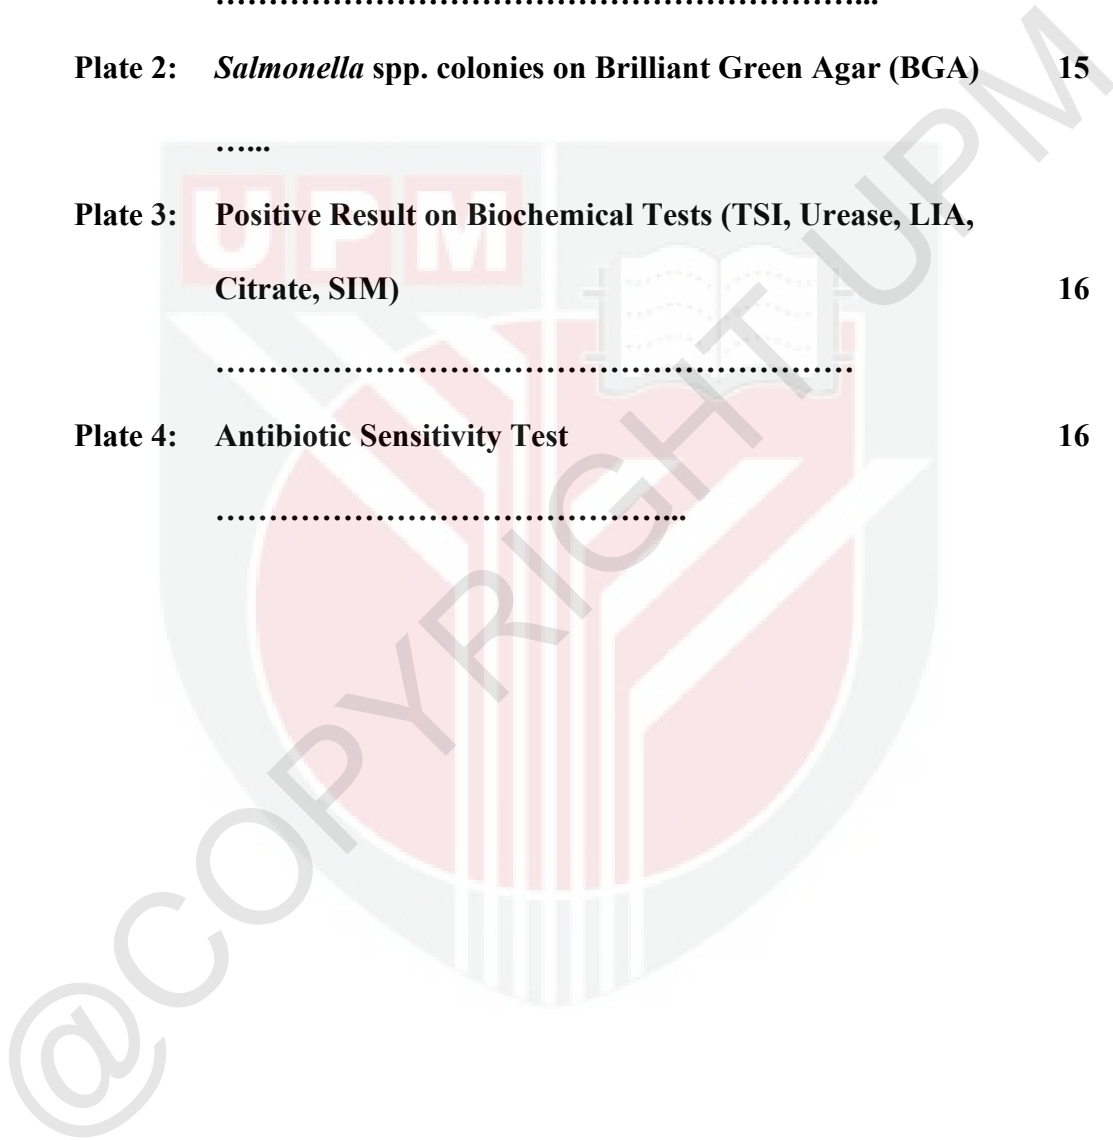 ……………………………………………………...
Plate 2: Salmonella spp. colonies on Brilliant Green Agar (BGA) 15
…...
Plate 3: Positive Result on Biochemical Tests (TSI, Urease, LIA,
Citrate, SIM) 16
……………………………………………………
Plate 4: Antibiotic Sensitivity Test 16
……………………………………...
UPM
@COPYRIGHT UPM